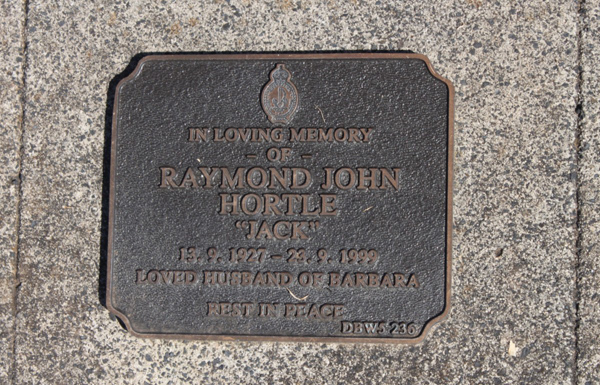 IN LOVING MEMORY
– OF –
RAYMOND JOHN
HORTLE
"JACK"
13. 9. 1927 – 23. 9. 1999
LOVED HUSBAND OF BARBARA
REST IN PEACE
DBW5 236